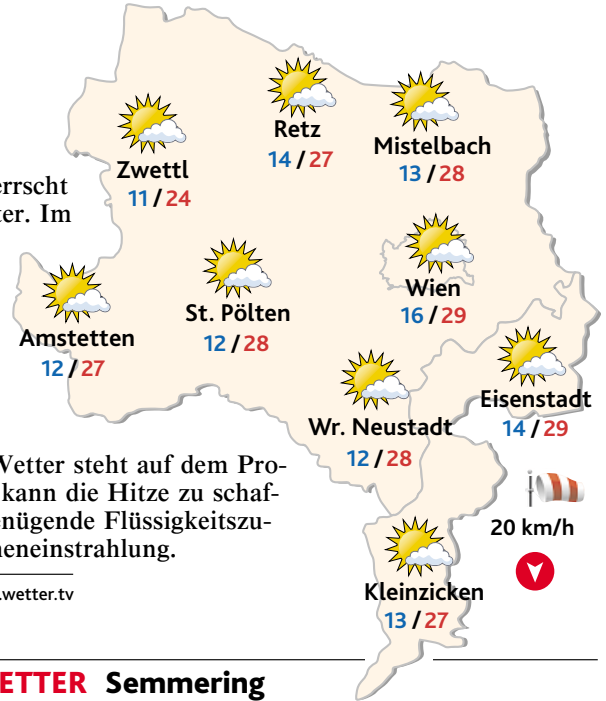 Retz
14 / 27
Mistelbach
13 / 28
Zwettl
11 / 24
ter. Im
Wien
16 / 29
St. Pölten
12 / 28
Amstetten
12 / 27
Eisenstadt
14 / 29
Wr. Neustadt
12 / 28
Wetter steht auf dem Pro-
kann die Hitze zu schaf-
enügende Flüssigkeitszu-
neneinstrahlung.
.wetter.tv
20 km/h
Kleinzicken
13 / 27
ETTER Semmering